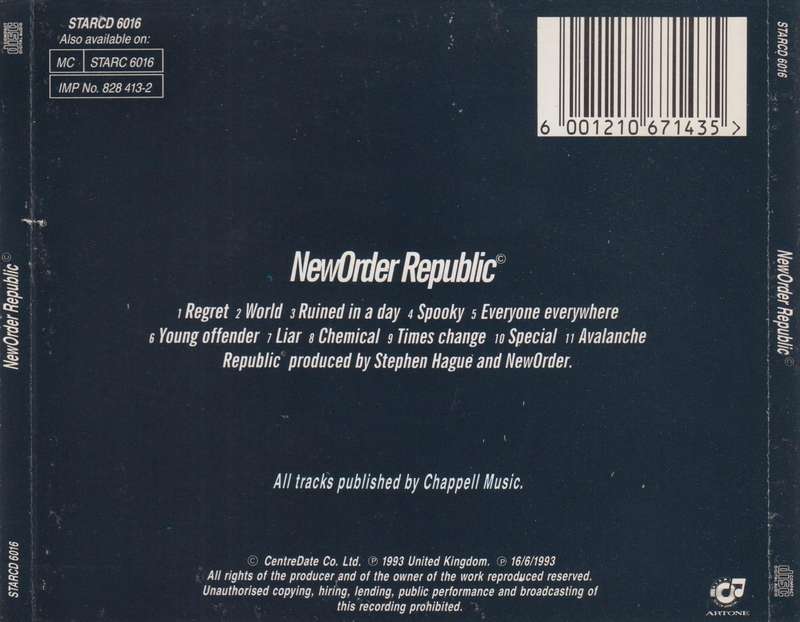 STARCD 6016
Also available on:
MC STARC 6016
IMP No. 828 413-2
6 001210 671435 >
NewOrder Republic©
1 Regret 2 World 3 Ruined in a day 4 Spooky 5 Everyone everywhere
6 Young offender 7 Liar 8 Chemical 9 Times change 10 Special 11 Avalanche
Republic© produced by Stephen Hague and NewOrder.
All tracks published by Chappell Music.
© CentreDate Co. Ltd. ℗ 1993 United Kingdom. ℗ 16/6/1993
All rights of the producer and of the owner of the work reproduced reserved.
Unauthorised copying, hiring, lending, public performance and broadcasting of
this recording prohibited.
ARTONE
NewOrder Republic©
STARCD 6016
STARCD 6016
NewOrder Republic©